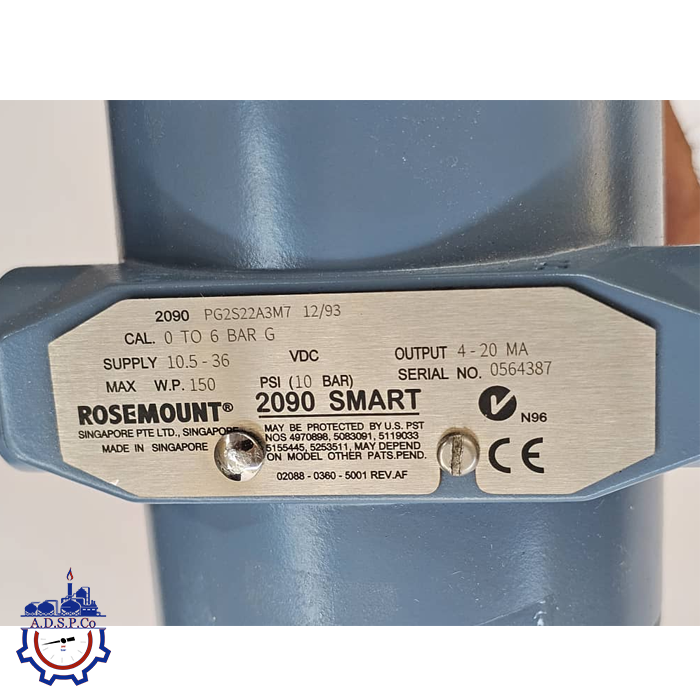 2090 PG2S22A3M7 12/93
CAL. 0 TO 6 BAR G
SUPPLY 10.5-36 VDC OUTPUT 4-20 MA
MAX W.P. 150 PSI (10 BAR) SERIAL NO. 0564387
ROSEMOUNT® 2090 SMART
SINGAPORE PTE LTD., SINGAPORE
MADE IN SINGAPORE
MAY BE PROTECTED BY U.S. PST
NOS 4970898, 5083091, 5119033
5155445, 5253511, MAY DEPEND
ON MODEL OTHER PATS.PEND.
02088-0360-5001 REV.AF
N96
CE
A.D.S.P.Co